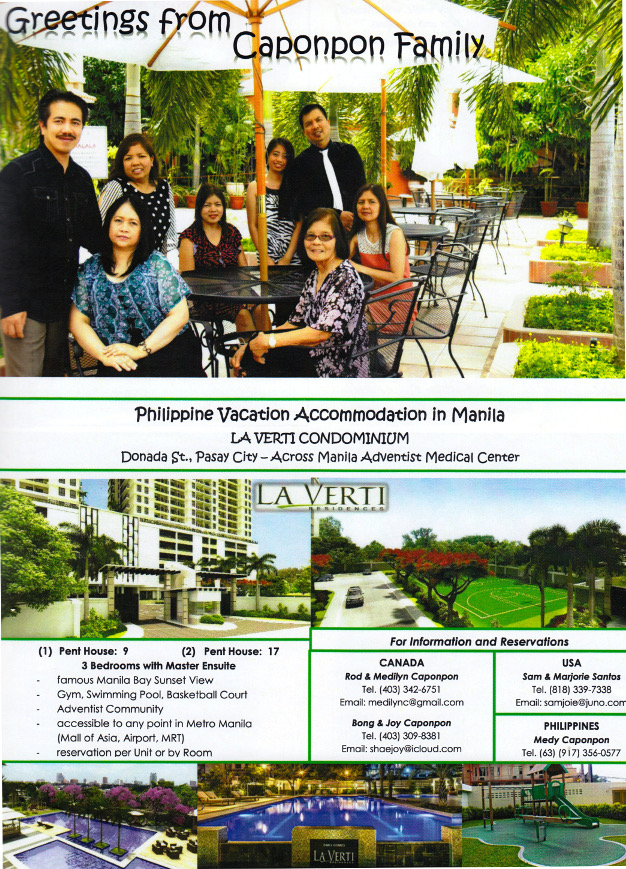 Greetings from
Caponpon Family
Philippine Vacation Accommodation in Manila
LA VERTI CONDOMINIUM
Donada St., Pasay City – Across Manila Adventist Medical Center
LA VERTI
RESIDENCES
(1) Pent House: 9 (2) Pent House: 17
3 Bedrooms with Master Ensuite
- famous Manila Bay Sunset View
- Gym, Swimming Pool, Basketball Court
- Adventist Community
- accessible to any point in Metro Manila
(Mall of Asia, Airport, MRT)
- reservation per Unit or by Room
For Information and Reservations
CANADA
Rod & Medilyn Caponpon
Tel. (403) 342-6751
Email: medilync@gmail.com
Bong & Joy Caponpon
Tel. (403) 309-8381
Email: shaejoy@icloud.com
USA
Sam & Marjorie Santos
Tel. (818) 339-7338
Email: samjoie@juno.com
PHILIPPINES
Medy Caponpon
Tel. (63) (917) 356-0577
LA VERTI